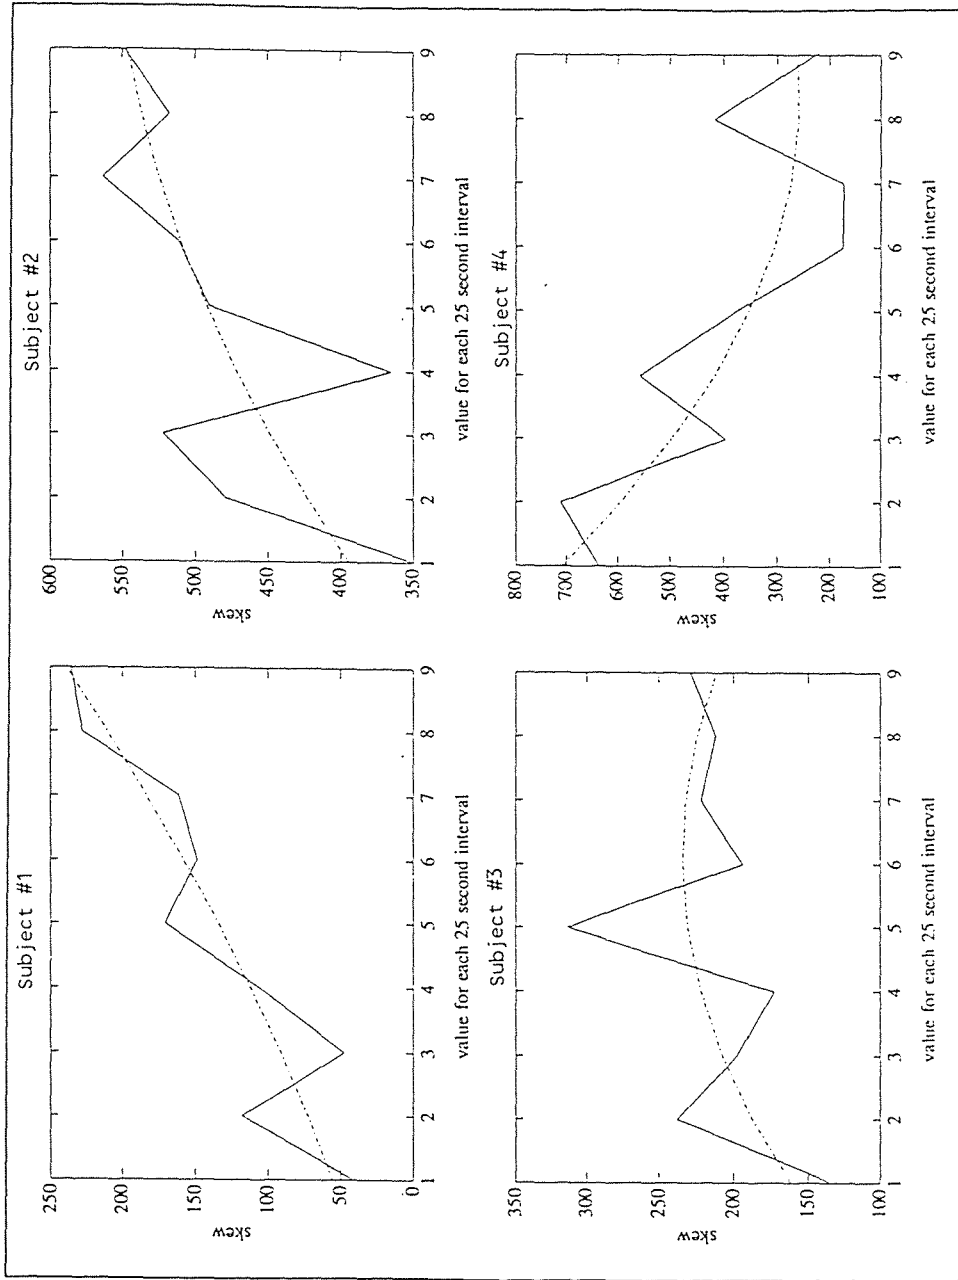 Subject #1
250
200
150
100
50
0
skew
1 2 3 4 5 6 7 8 9
value for each 25 second interval
Subject #2
600
550
500
450
400
350
skew
1 2 3 4 5 6 7 8 9
value for each 25 second interval
Subject #3
350
300
250
200
150
100
skew
1 2 3 4 5 6 7 8 9
value for each 25 second interval
Subject #4
800
700
600
500
400
300
200
100
skew
1 2 3 4 5 6 7 8 9
value for each 25 second interval